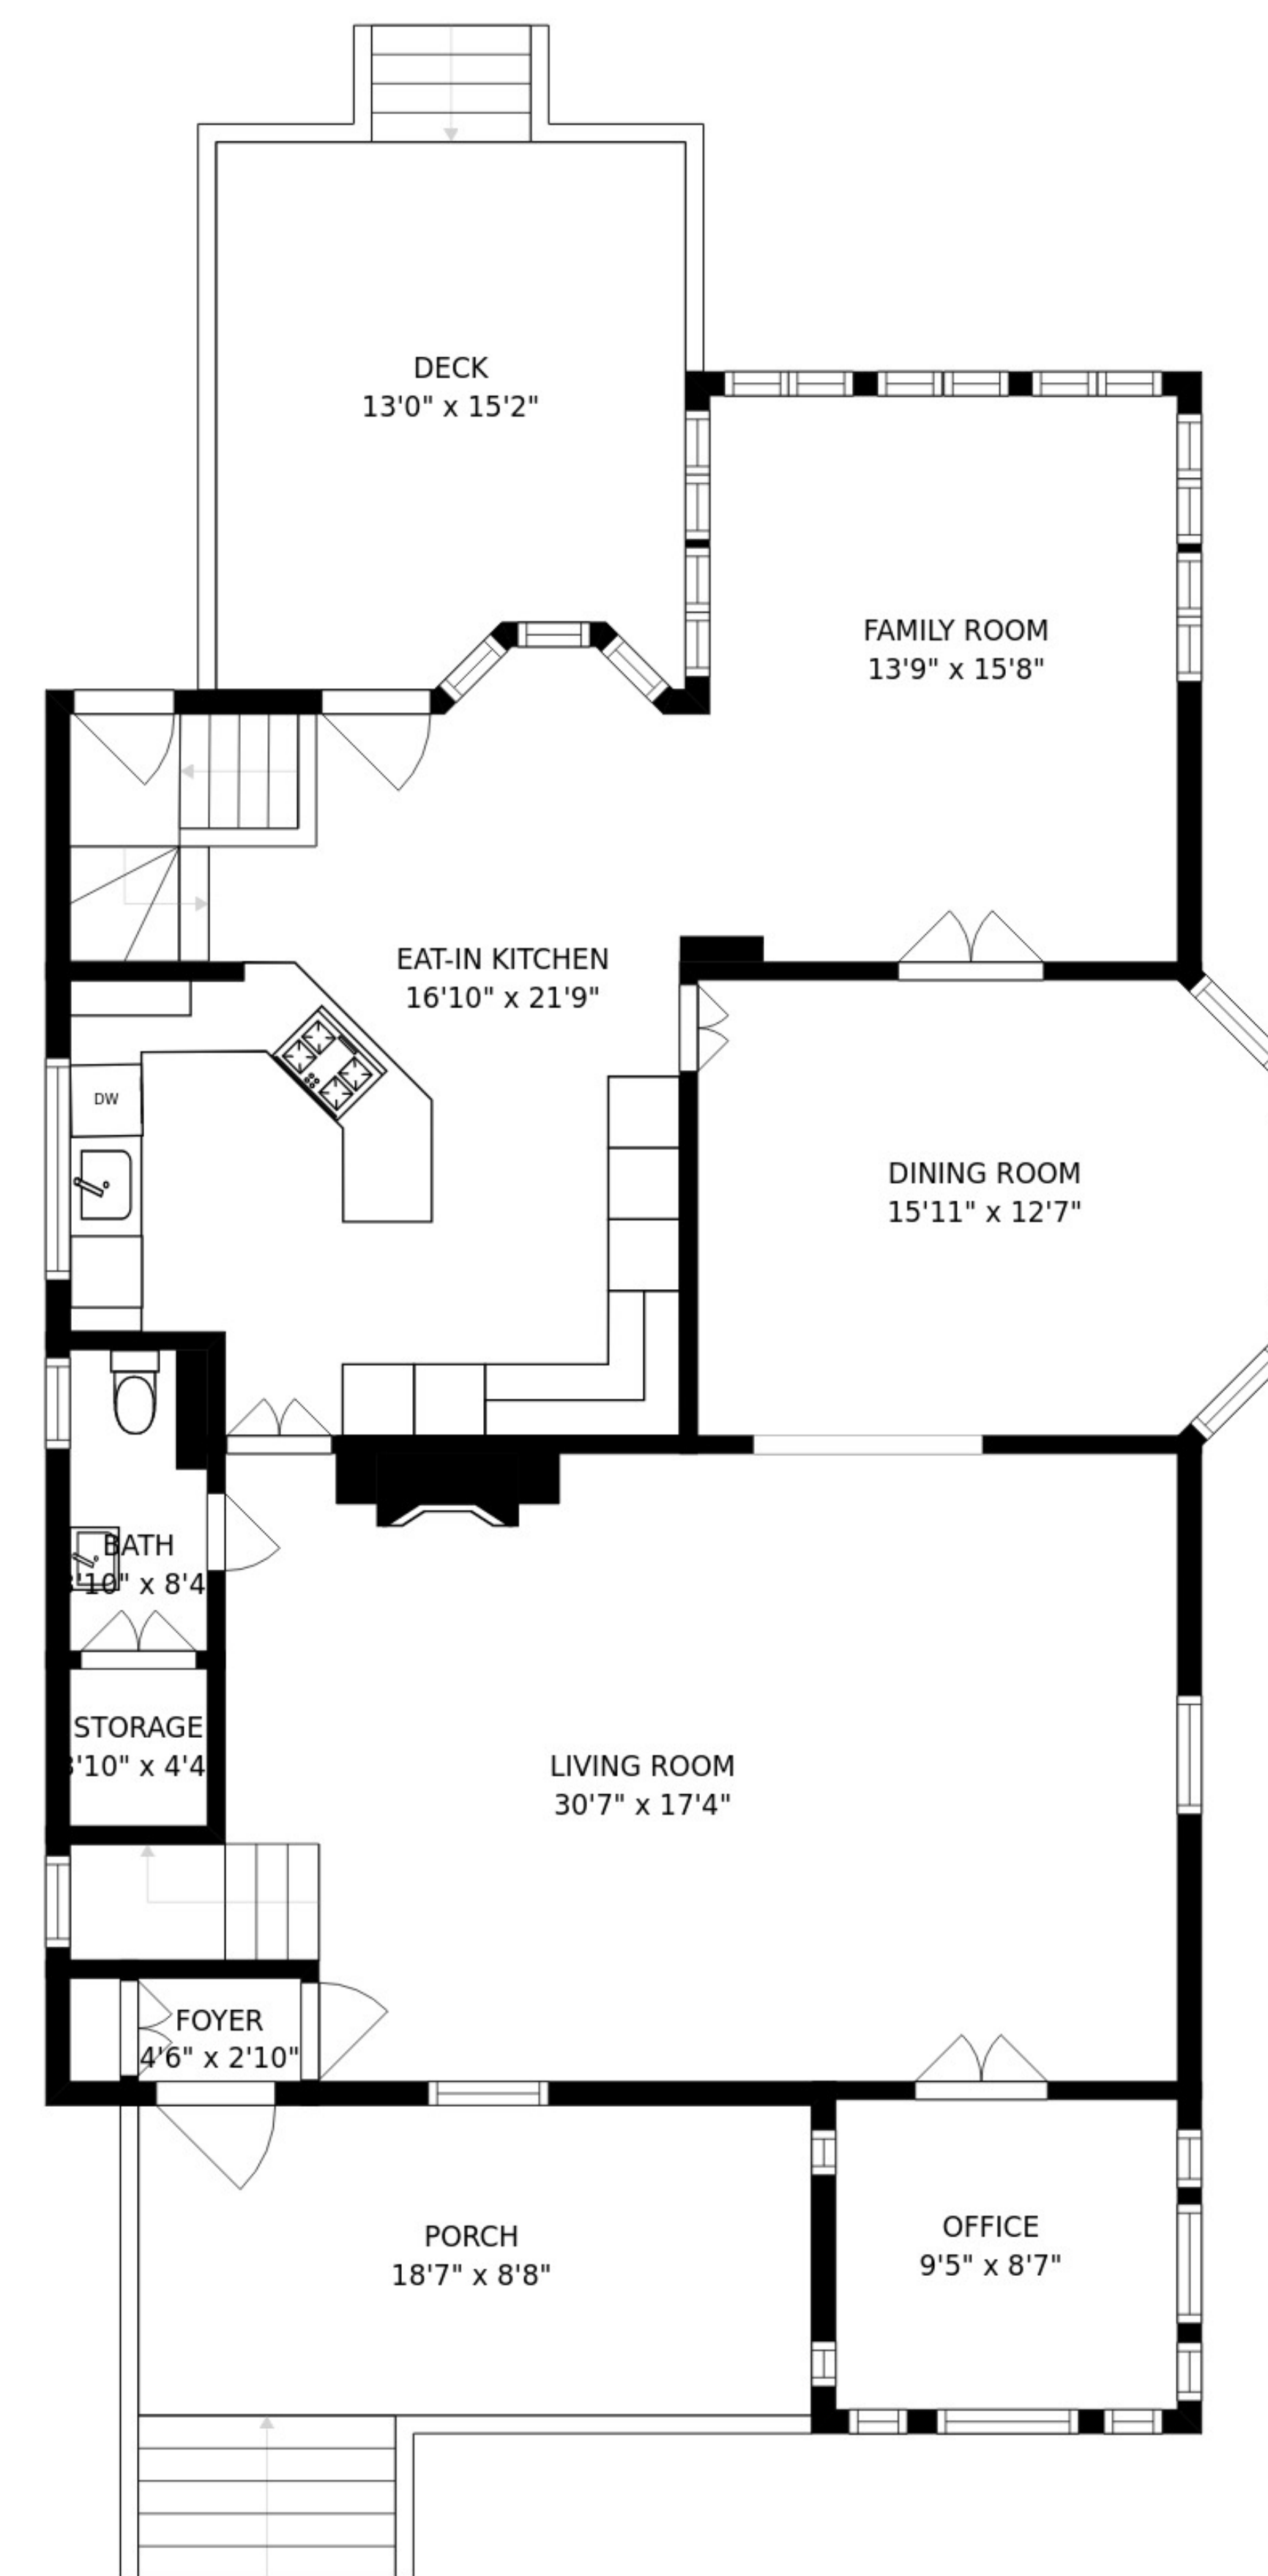 DECK
13'0" x 15'2"
FAMILY ROOM
13'9" x 15'8"
EAT-IN KITCHEN
16'10" x 21'9"
DW
DINING ROOM
15'11" x 12'7"
BATH
'10" x 8'4
STORAGE
'10" x 4'4
LIVING ROOM
30'7" x 17'4"
FOYER
4'6" x 2'10"
PORCH
18'7" x 8'8"
OFFICE
9'5" x 8'7"